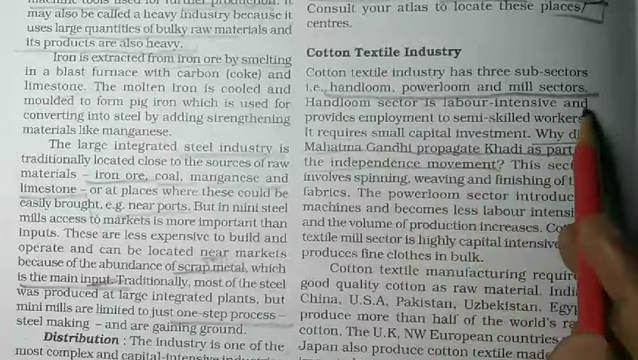 machine tools used for further production. It
may also be called a heavy industry because it
uses large quantities of bulky raw materials and
its products are also heavy.
Iron is extracted from iron ore by smelting
in a blast furnace with carbon (coke) and
limestone. The molten Iron is cooled and
moulded to form pig iron which is used for
converting into steel by adding strengthening
materials like manganese.
The large integrated steel industry is
traditionally located close to the sources of raw
materials – iron ore, coal, manganese and
limestone – or at places where these could be
easily brought, e.g. near ports. But in mini steel
mills access to markets is more important than
inputs. These are less expensive to build and
operate and can be located near markets
because of the abundance of scrap metal, which
is the main input. Traditionally, most of the steel
was produced at large integrated plants, but
mini mills are limited to just one-step process –
steel making – and are gaining ground.
Distribution : The industry is one of the
most complex and capital-intensive
Consult your atlas to locate these places/
centres.
Cotton Textile Industry
Cotton textile industry has three sub-sectors
i.e. handloom, powerloom and mill sectors.
Handloom sector is labour-intensive and
provides employment to semi-skilled workers
It requires small capital investment. Why di
Mahatma Gandhi propagate Khadi as part
the independence movement? This sect
involves spinning, weaving and finishing of t
fabrics. The powerloom sector introduc
machines and becomes less labour intensi
and the volume of production increases. Co
textile mill sector is highly capital intensive
produces fine clothes in bulk.
Cotton textile manufacturing requir
good quality cotton as raw material. Indi
China, U.S.A, Pakistan, Uzbekistan, Egy
produce more than half of the world's ra
cotton. The U.K, NW European countries
Japan also produce cotton textile made